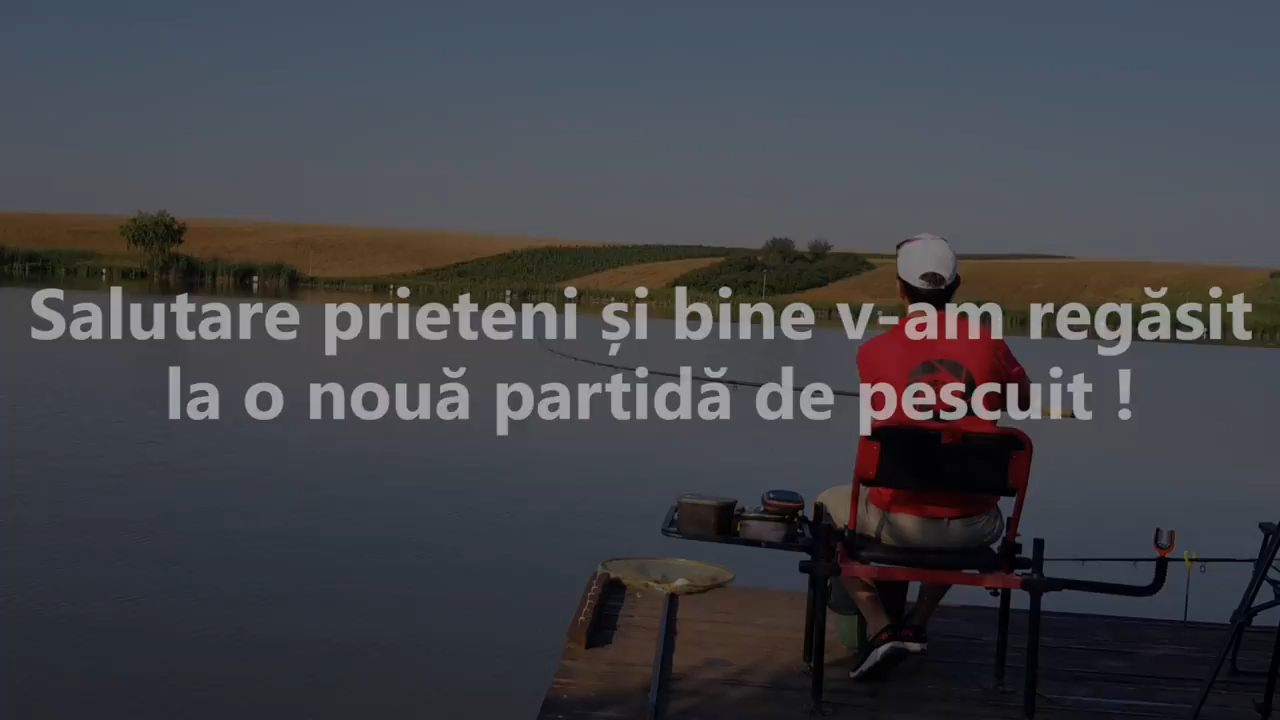 Salutare prieteni și bine v-am regăsit
la o nouă partidă de pescuit !